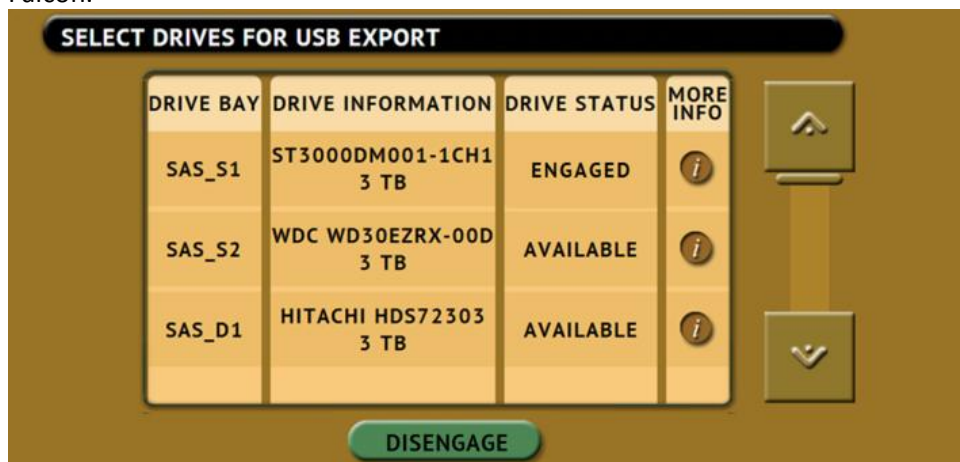 SELECT DRIVES FOR USB EXPORT
DRIVE BAY DRIVE INFORMATION DRIVE STATUS MORE INFO
SAS_S1 ST3000DM001-1CH1 3 TB ENGAGED i
SAS_S2 WDC WD30EZRX-00D 3 TB AVAILABLE i
SAS_D1 HITACHI HDS72303 3 TB AVAILABLE i
DISENGAGE